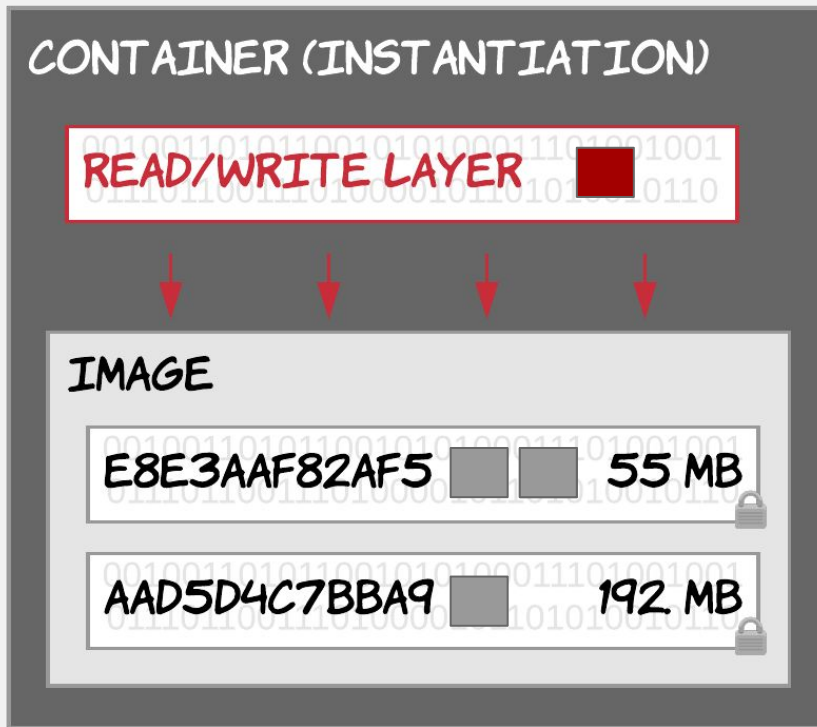 CONTAINER (INSTANTIATION)
READ/WRITE LAYER
IMAGE
E8E3AAF82AF5 55 MB
AAD5D4C7BBA9 192 MB